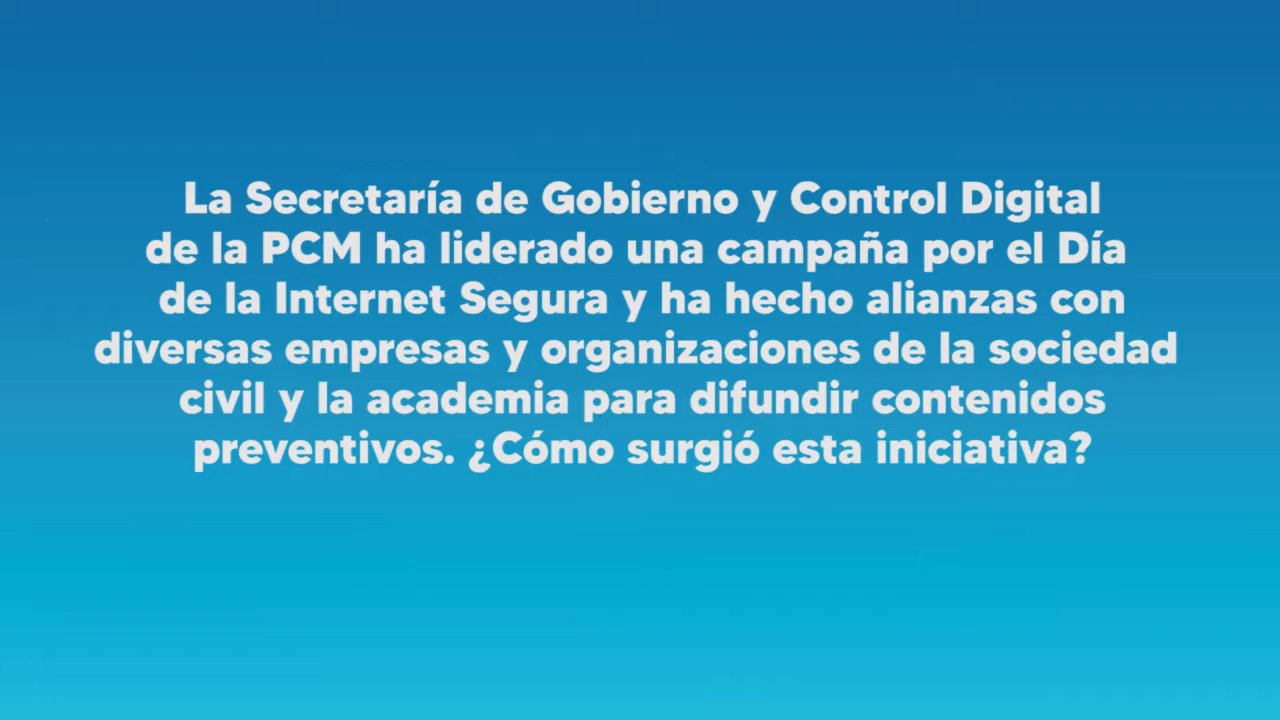 La Secretaría de Gobierno y Control Digital
de la PCM ha liderado una campaña por el Día
de la Internet Segura y ha hecho alianzas con
diversas empresas y organizaciones de la sociedad
civil y la academia para difundir contenidos
preventivos. ¿Cómo surgió esta iniciativa?